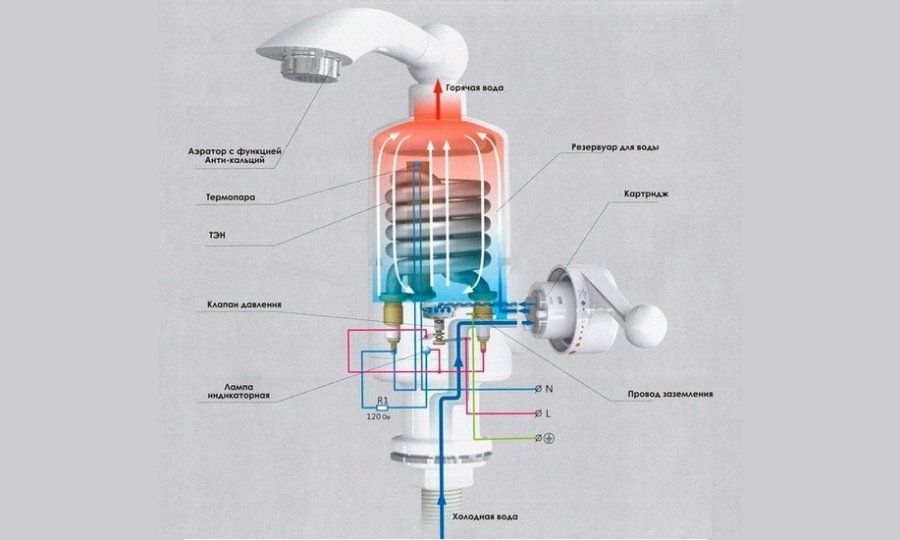 Горячая вода
Аэратор с функцией
Анти-кальций
Резервуар для воды
Термопара
Картридж
ТЭН
Клапан давления
Лампа
индикаторная
Провод заземления
R1
120 Ом
N
L
Холодная вода